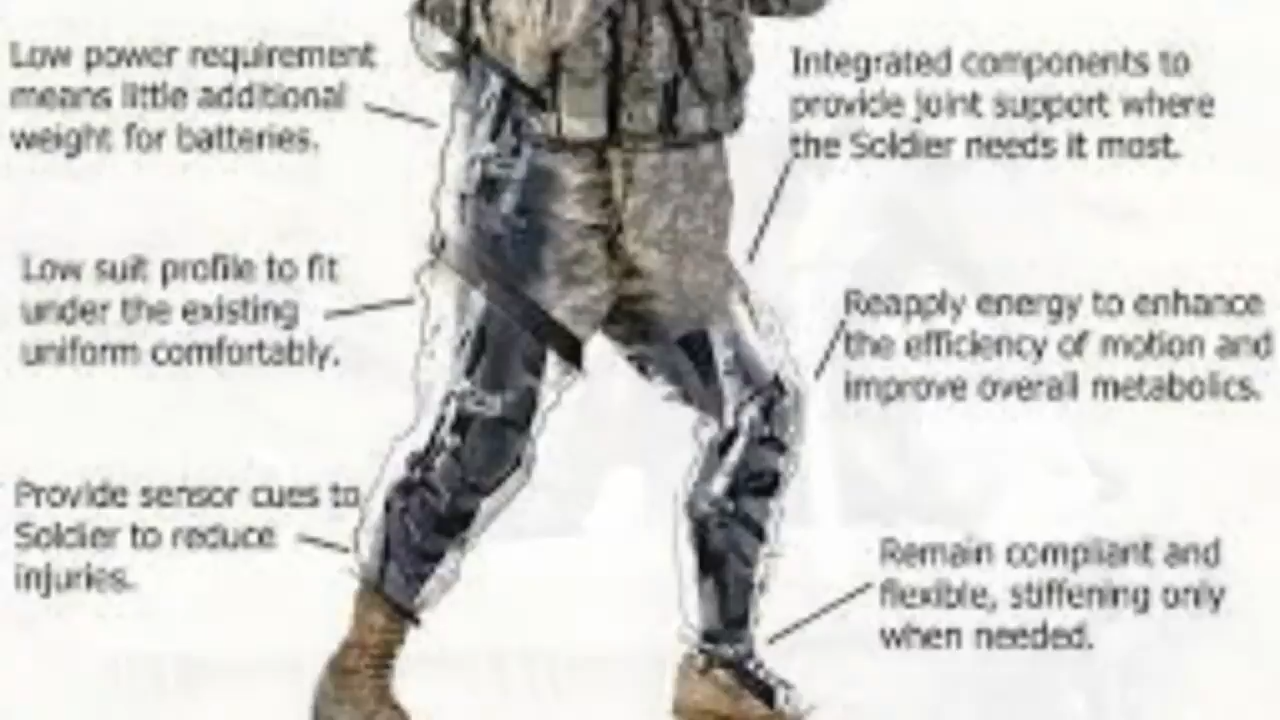 Low power requirement
means little additional
weight for batteries.
Integrated components to
provide joint support where
the Soldier needs it most.
Low suit profile to fit
under the existing
uniform comfortably.
Reapply energy to enhance
the efficiency of motion and
improve overall metabolics.
Provide sensor cues to
Soldier to reduce
injuries.
Remain compliant and
flexible, stiffening only
when needed.